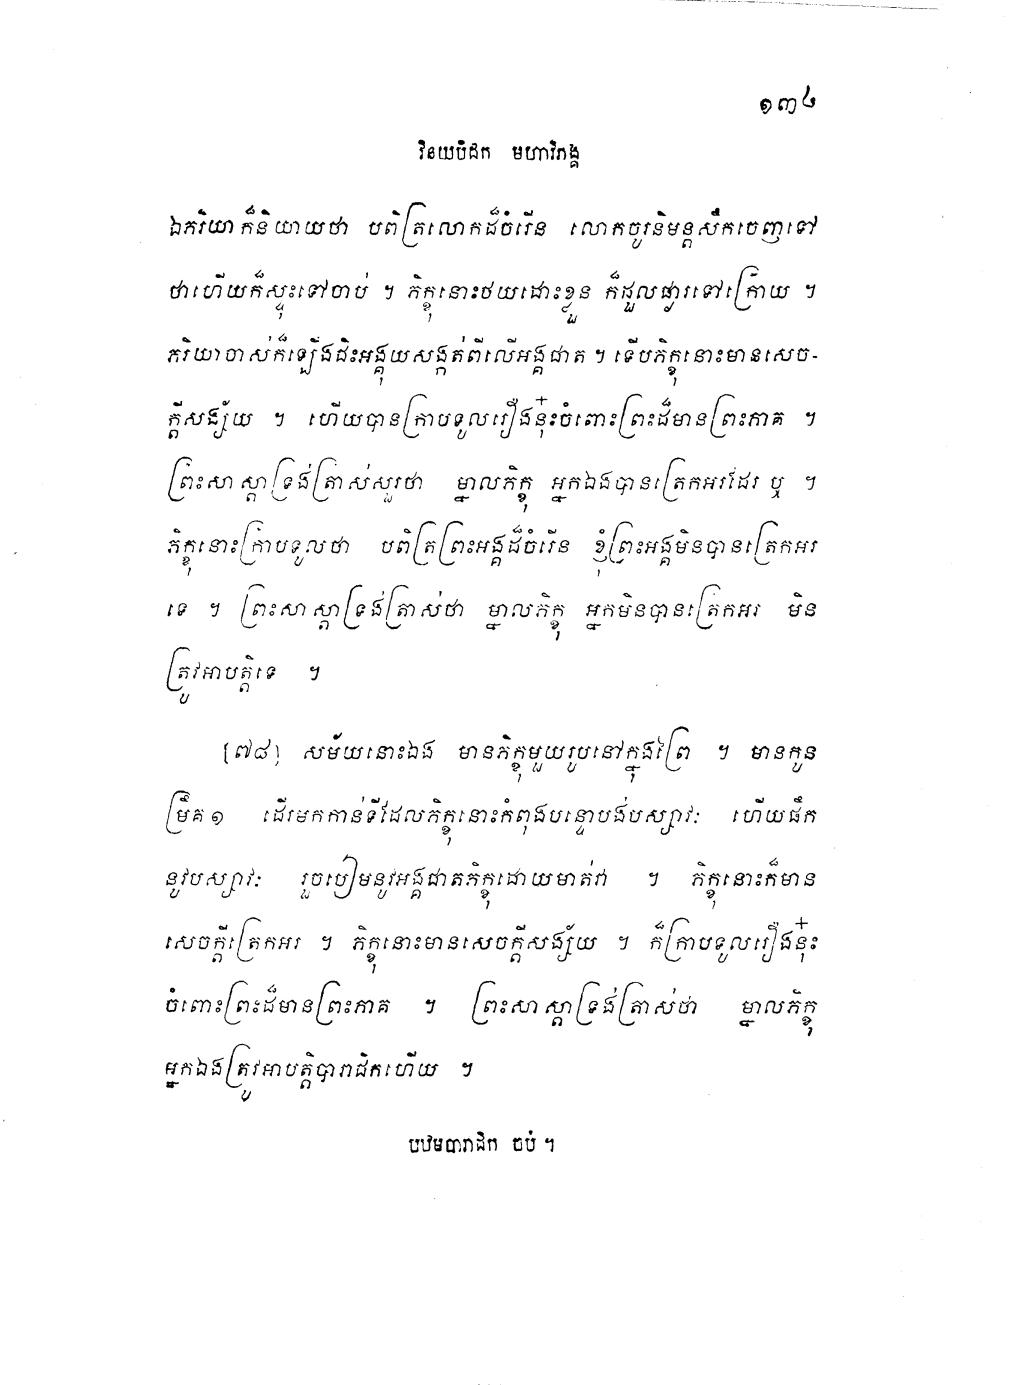 ១៣៤
វិនយបិដក មហាវិភង្គ
ឯភរិយាក៏និយាយថា បពិត្រលោកដ៏ចំរើន លោកចូរនិមន្តសឹកចេញទៅ
ថាហើយក៏ស្ទុះទៅចាប់ ។ ភិក្ខុនោះថយដោះខ្លួន ក៏ដួលផ្ងារទៅក្រោយ ។
ភរិយាចាស់ក៏ឡើងជិះអង្គុយសង្កត់ពីលើអង្គជាត ។ ទើបភិក្ខុនោះមានសេច-
ក្តីសង្ស័យ ។ ហើយបានក្រាបទូលរឿងនុ៎ះចំពោះព្រះដ៏មានព្រះភាគ ។
ព្រះសាស្តាទ្រង់ត្រាស់សួរថា ម្នាលភិក្ខុ អ្នកឯងបានត្រេកអរដែរ ឬ ។
ភិក្ខុនោះក្រាបទូលថា បពិត្រព្រះអង្គដ៏ចំរើន ខ្ញុំព្រះអង្គមិនបានត្រេកអរ
ទេ ។ ព្រះសាស្តាទ្រង់ត្រាស់ថា ម្នាលភិក្ខុ អ្នកមិនបានត្រេកអរ មិន
ត្រូវអាបត្តិទេ ។
[៧៨] សម័យនោះឯង មានភិក្ខុមួយរូបនៅក្នុងព្រៃ ។ មានកូន
ម្រឹគ១ ដើរមកកាន់ទីដែលភិក្ខុនោះកំពុងបន្ទោបង់បស្សាវៈ ហើយផឹក
នូវបស្សាវៈ រួចបៀមនូវអង្គជាតភិក្ខុដោយមាត់វា ។ ភិក្ខុនោះក៏មាន
សេចក្តីត្រេកអរ ។ ភិក្ខុនោះមានសេចក្តីសង្ស័យ ។ ក៏ក្រាបទូលរឿងនុ៎ះ
ចំពោះព្រះដ៏មានព្រះភាគ ។ ព្រះសាស្តាទ្រង់ត្រាស់ថា ម្នាលភិក្ខុ
អ្នកឯងត្រូវអាបត្តិបារាជិកហើយ ។
បឋមបារាជិក ចប់ ។